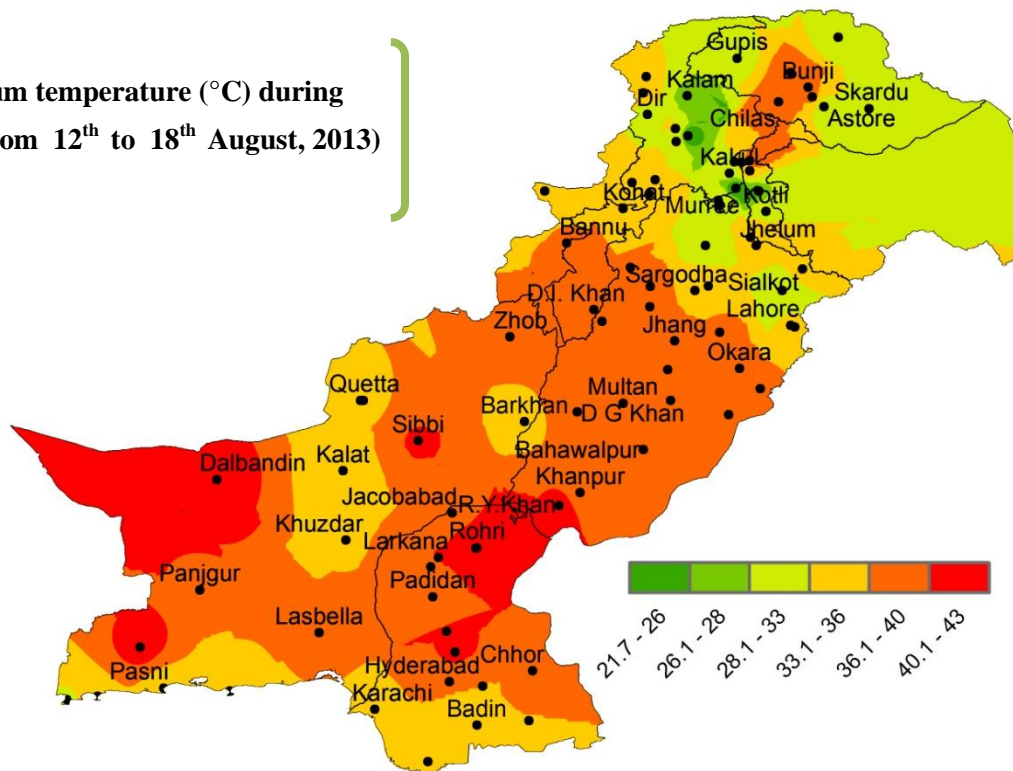 um temperature (°C) during
om 12th to 18th August, 2013)
Gupis
Bunji
Kalam
Skardu
Dir
Astore
Chilas
Kakul
Kohat
Kotli
Murree
Bannu
Jhelum
Sargodha
Sialkot
D.I. Khan
Lahore
Zhob
Jhang
Okara
Quetta
Multan
Barkhan
D G Khan
Sibbi
Bahawalpur
Kalat
Dalbandin
Khanpur
Jacobabad
R.Y.Khan
Khuzdar
Rohri
Larkana
Panjgur
Padidan
Lasbella
Chhor
Pasni
Hyderabad
Karachi
Badin
21.7 - 26
26.1 - 28
28.1 - 33
33.1 - 36
36.1 - 40
40.1 - 43